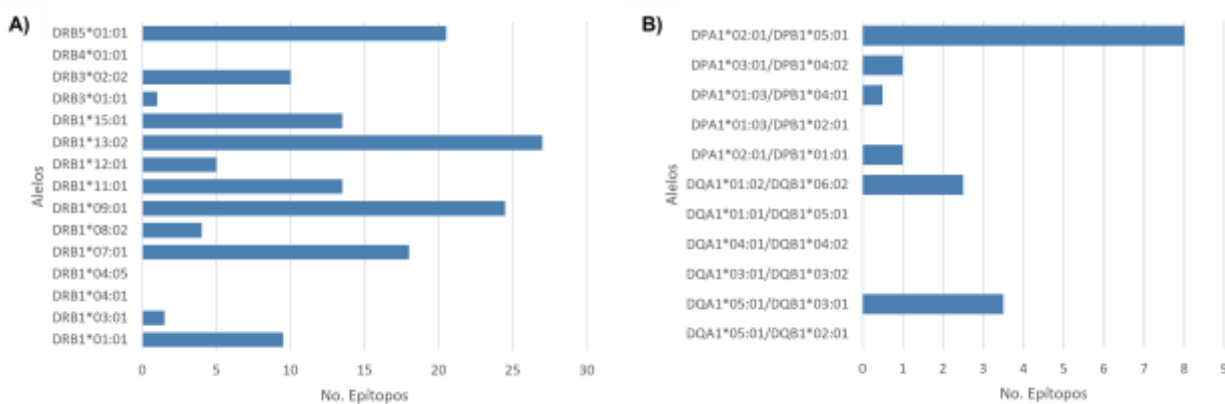 A)
Alelos
DRB5*01:01
DRB4*01:01
DRB3*02:02
DRB3*01:01
DRB1*15:01
DRB1*13:02
DRB1*12:01
DRB1*11:01
DRB1*09:01
DRB1*08:02
DRB1*07:01
DRB1*04:05
DRB1*04:01
DRB1*03:01
DRB1*01:01
0 5 10 15 20 25 30
No. Epítopos
B)
Alelos
DPA1*02:01/DPB1*05:01
DPA1*03:01/DPB1*04:02
DPA1*01:03/DPB1*04:01
DPA1*01:03/DPB1*02:01
DPA1*02:01/DPB1*01:01
DQA1*01:02/DQB1*06:02
DQA1*01:01/DQB1*05:01
DQA1*04:01/DQB1*04:02
DQA1*03:01/DQB1*03:02
DQA1*05:01/DQB1*03:01
DQA1*05:01/DQB1*02:01
0 1 2 3 4 5 6 7 8 9
No. Epítopos